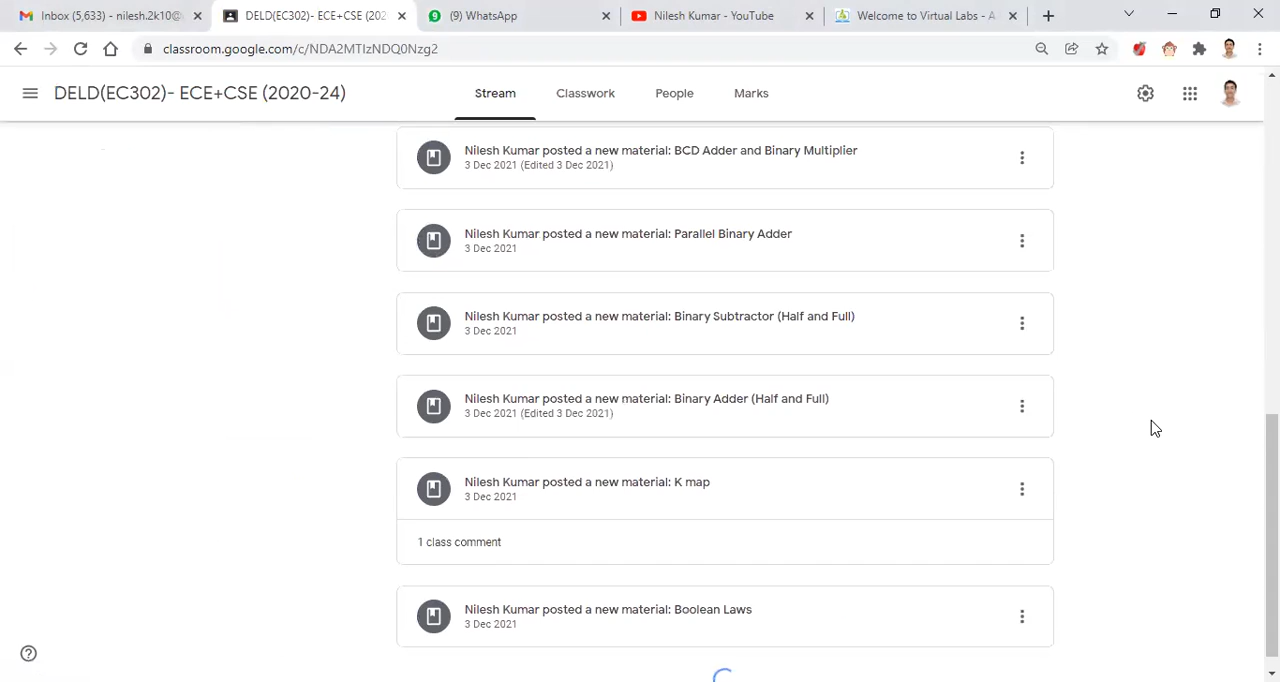 Inbox (5,633) - nilesh.2k10@
DELD(EC302)- ECE+CSE (202
(9) WhatsApp
Nilesh Kumar - YouTube
Welcome to Virtual Labs - A
classroom.google.com/c/NDA2MTIzNDQ0Nzg2
DELD(EC302)- ECE+CSE (2020-24)
Stream
Classwork
People
Marks
Nilesh Kumar posted a new material: BCD Adder and Binary Multiplier
3 Dec 2021 (Edited 3 Dec 2021)
Nilesh Kumar posted a new material: Parallel Binary Adder
3 Dec 2021
Nilesh Kumar posted a new material: Binary Subtractor (Half and Full)
3 Dec 2021
Nilesh Kumar posted a new material: Binary Adder (Half and Full)
3 Dec 2021 (Edited 3 Dec 2021)
Nilesh Kumar posted a new material: K map
3 Dec 2021
1 class comment
Nilesh Kumar posted a new material: Boolean Laws
3 Dec 2021